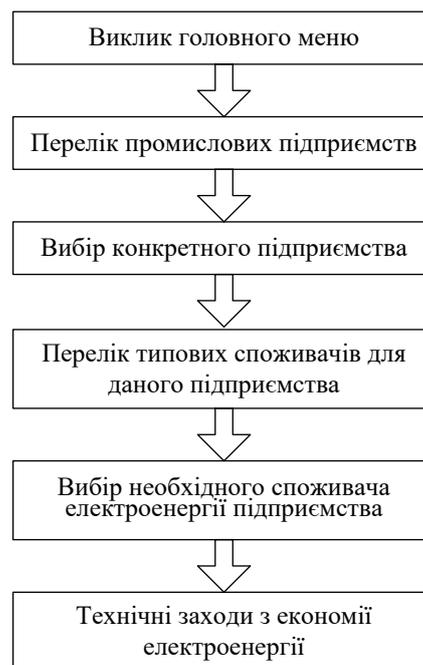 Виклик головного меню
Перелік промислових підприємств
Вибір конкретного підприємства
Перелік типових споживачів для
даного підприємства
Вибір необхідного споживача
електроенергії підприємства
Технічні заходи з економії
електроенергії